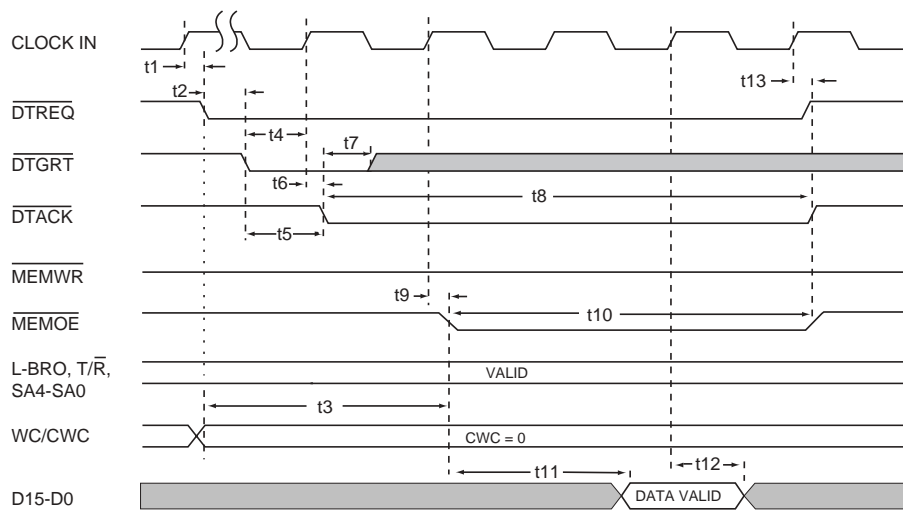 CLOCK IN
t1
t2
t13
DTREQ
t4
t7
DTGRT
t6
t8
DTACK
t5
MEMWR
t9
MEMOE
t10
L-BRO, T/R̅,
SA4-SA0
VALID
t3
WC/CWC
CWC = 0
t11
t12
D15-D0
DATA VALID